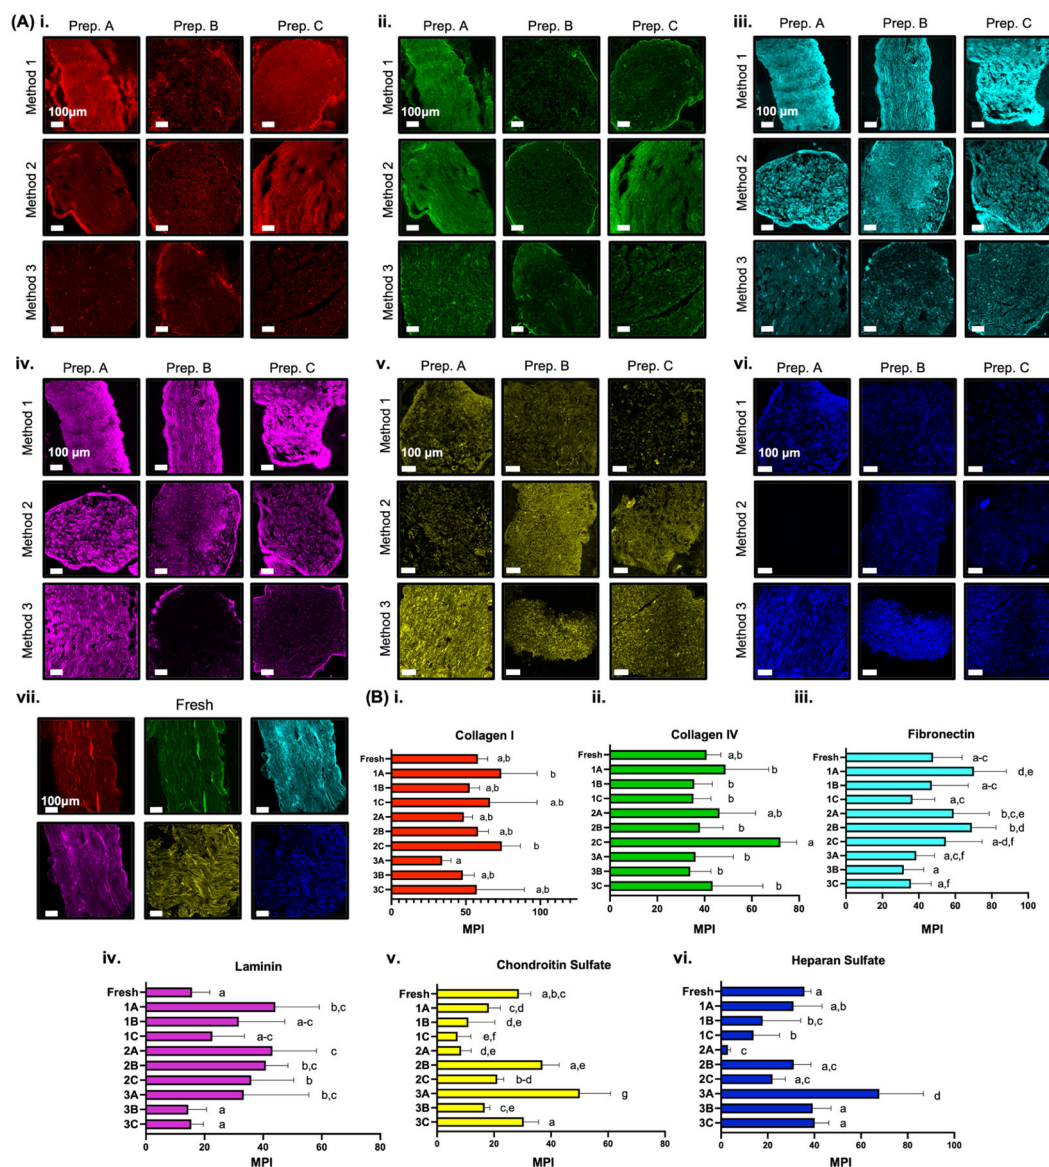 (A) i.
Prep. A Prep. B Prep. C
Method 1
100µm
Method 2
Method 3
ii.
Prep. A Prep. B Prep. C
Method 1
100µm
Method 2
Method 3
iii.
Prep. A Prep. B Prep. C
Method 1
100µm
Method 2
Method 3
iv.
Prep. A Prep. B Prep. C
Method 1
100 µm
Method 2
Method 3
v.
Prep. A Prep. B Prep. C
Method 1
100 µm
Method 2
Method 3
vi.
Prep. A Prep. B Prep. C
Method 1
100 µm
Method 2
Method 3
vii.
Fresh
100µm
(B) i.
Collagen I
Fresh a,b
1A b
1B a,b
1C a,b
2A a,b
2B a,b
2C b
3A a
3B a,b
3C a,b
0 50 100
MPI
ii.
Collagen IV
Fresh a,b
1A b
1B b
1C b
2A a,b
2B b
2C a
3A b
3B b
3C b
0 20 40 60 80
MPI
iii.
Fibronectin
Fresh a-c
1A d,e
1B a-c
1C a,c
2A b,c,e
2B b,d
2C a-d,f
3A a,c,f
3B a
3C a,f
0 20 40 60 80 100
MPI
iv.
Laminin
Fresh a
1A b,c
1B a-c
1C a-c
2A c
2B b,c
2C b
3A b,c
3B a
3C a
0 20 40 60 80
MPI
v.
Chondroitin Sulfate
Fresh a,b,c
1A c,d
1B d,e
1C e,f
2A d,e
2B a,e
2C b-d
3A g
3B c,e
3C a
0 20 40 60 80
MPI
vi.
Heparan Sulfate
Fresh a
1A a,b
1B b,c
1C b
2A c
2B a,c
2C a,c
3A d
3B a
3C a
0 20 40 60 80 100
MPI